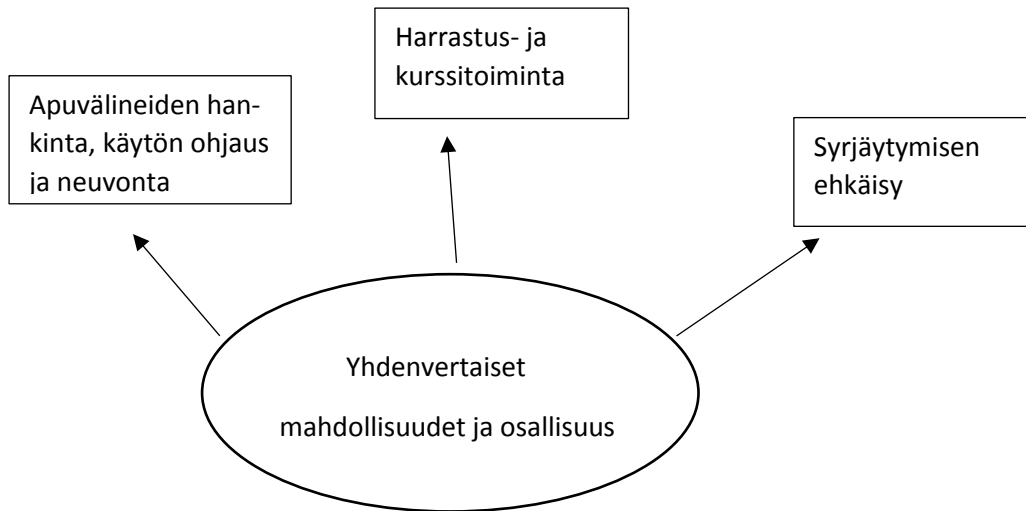 Harrastus- ja
kurssitoiminta
Apuvälineiden han-
kinta, käytön ohjaus
ja neuvonta
Syrjäytymisen
ehkäisy
Yhdenvertaiset
mahdollisuudet ja osallisuus